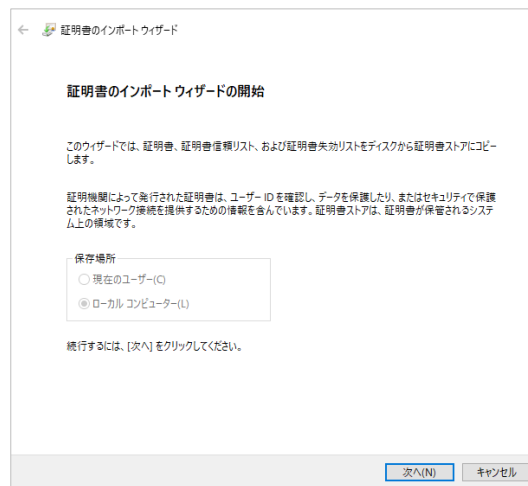 証明書のインポート ウィザード
証明書のインポート ウィザードの開始
このウィザードでは、証明書、証明書信頼リスト、および証明書失効リストをディスクから証明書ストアにコピー
します。
証明機関によって発行された証明書は、ユーザー ID を確認し、データを保護したり、またはセキュリティで保護
されたネットワーク接続を提供するための情報を含んでいます。証明書ストアは、証明書が保管されるシステ
ム上の領域です。
保存場所
現在のユーザー(C)
ローカル コンピューター(L)
続行するには、[次へ] をクリックしてください。
次へ(N)
キャンセル